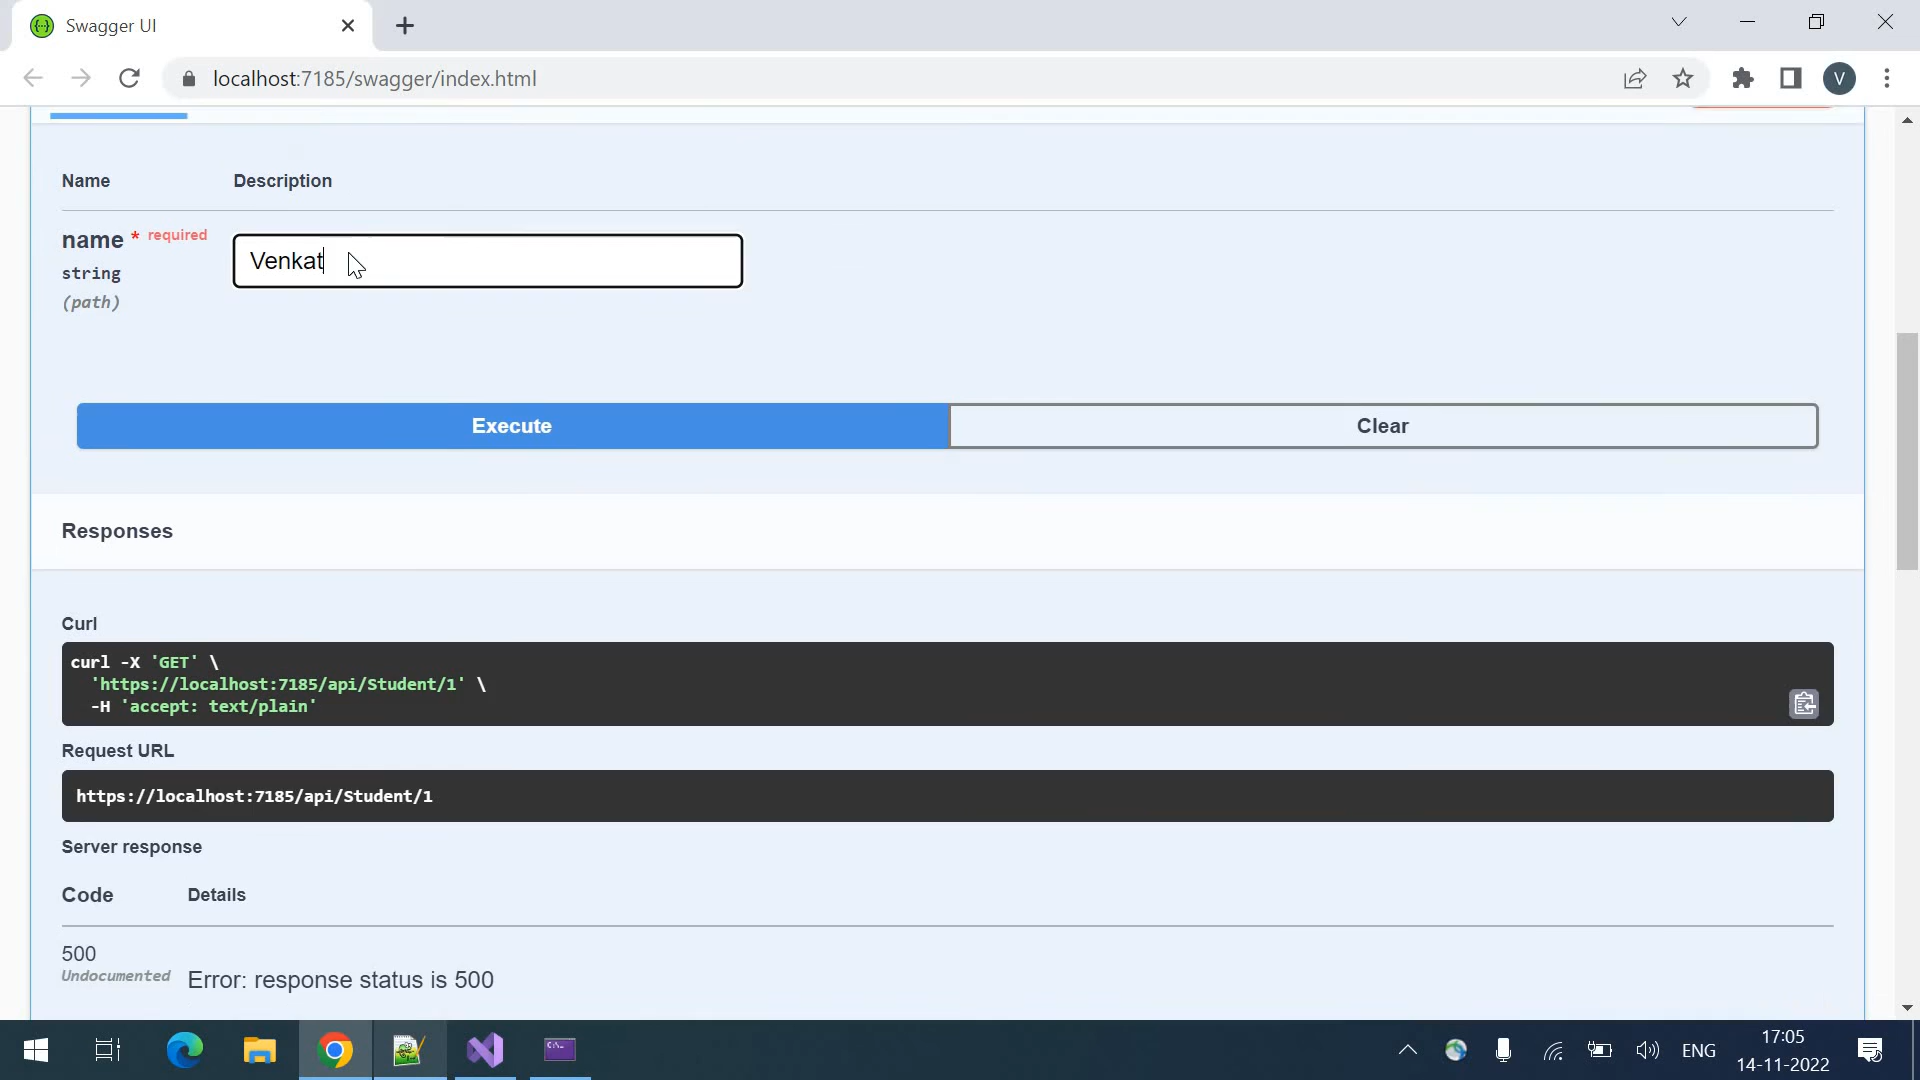 Swagger UI
localhost:7185/swagger/index.html
V
Name Description
name * required
string
(path)
Venkat
Execute Clear
Responses
Curl
curl -X 'GET' \
'https://localhost:7185/api/Student/1' \
-H 'accept: text/plain'
Request URL
https://localhost:7185/api/Student/1
Server response
Code Details
500
Undocumented
Error: response status is 500
ENG
17:05
14-11-2022